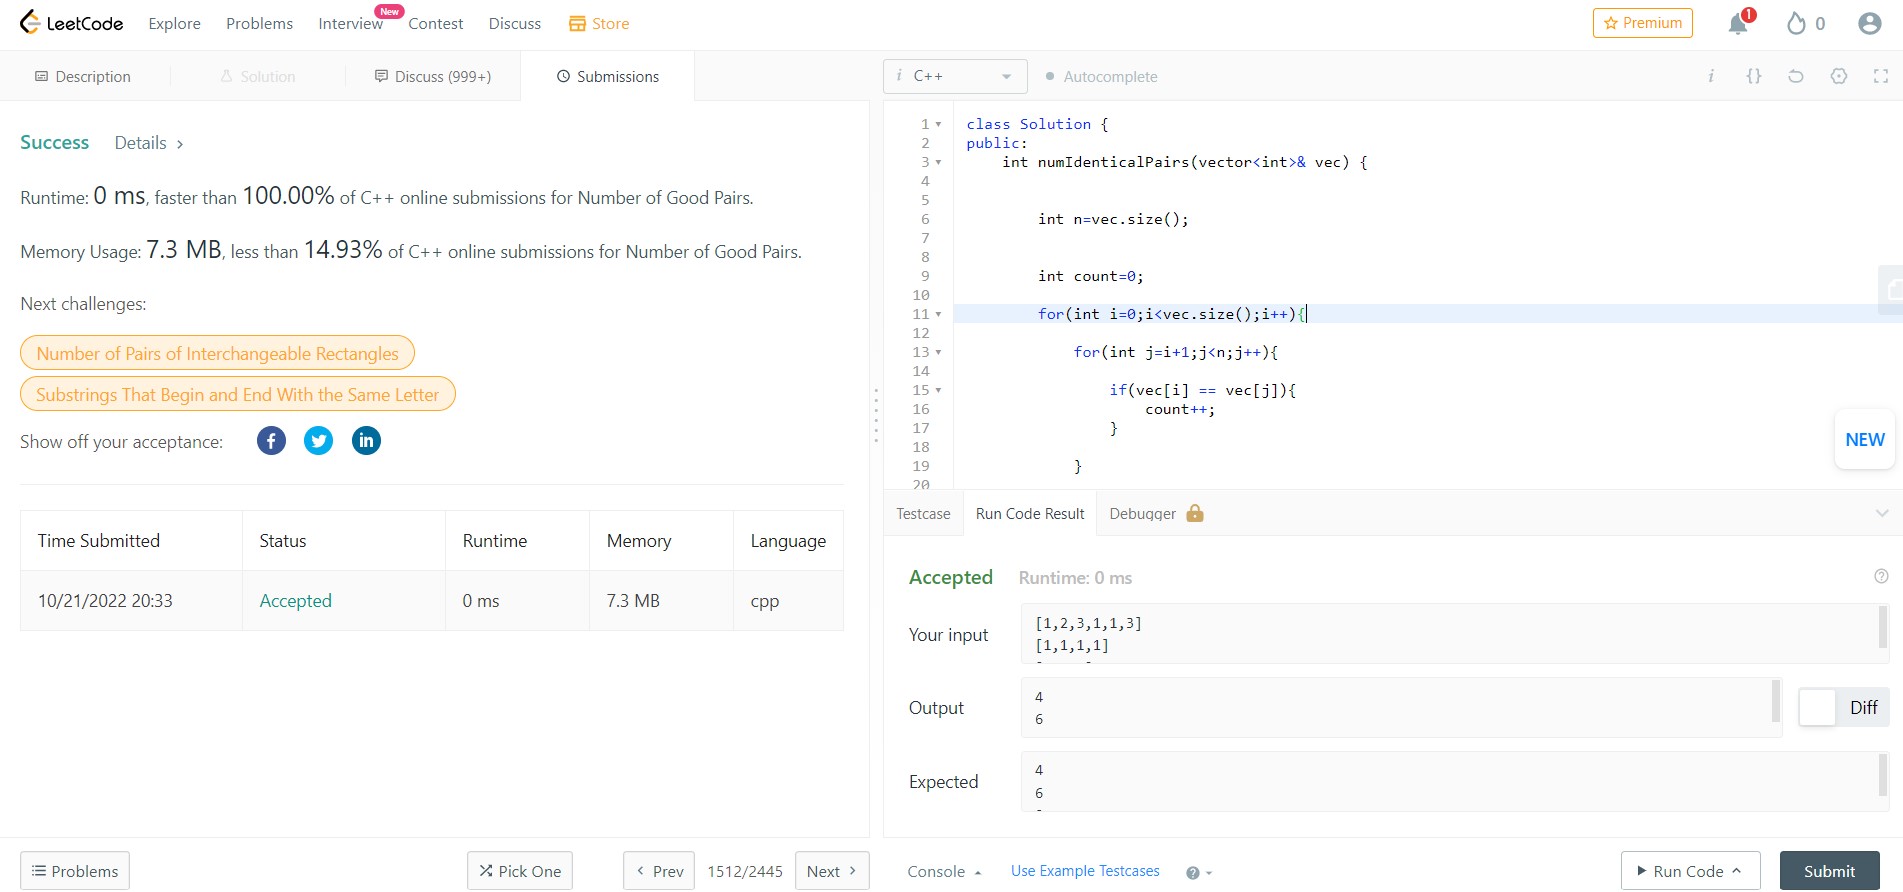 LeetCode Explore Problems Interview New Contest Discuss Store Premium 1 0
Description Solution Discuss (999+) Submissions
Success Details >
Runtime: 0 ms, faster than 100.00% of C++ online submissions for Number of Good Pairs.
Memory Usage: 7.3 MB, less than 14.93% of C++ online submissions for Number of Good Pairs.
Next challenges:
Number of Pairs of Interchangeable Rectangles
Substrings That Begin and End With the Same Letter
Show off your acceptance:
Time Submitted Status Runtime Memory Language
10/21/2022 20:33 Accepted 0 ms 7.3 MB cpp
Problems Pick One < Prev 1512/2445 Next >
i C++ Autocomplete i {}
1 class Solution {
2 public:
3 int numIdenticalPairs(vector<int>& vec) {
4
5
6 int n=vec.size();
7
8
9 int count=0;
10
11 for(int i=0;i<vec.size();i++){
12
13 for(int j=i+1;j<n;j++){
14
15 if(vec[i] == vec[j]){
16 count++;
17 }
18
19 }
20
NEW
Testcase Run Code Result Debugger
Accepted Runtime: 0 ms
Your input
[1,2,3,1,1,3]
[1,1,1,1]
Output
4
6
Diff
Expected
4
6
Console Use Example Testcases Run Code Submit